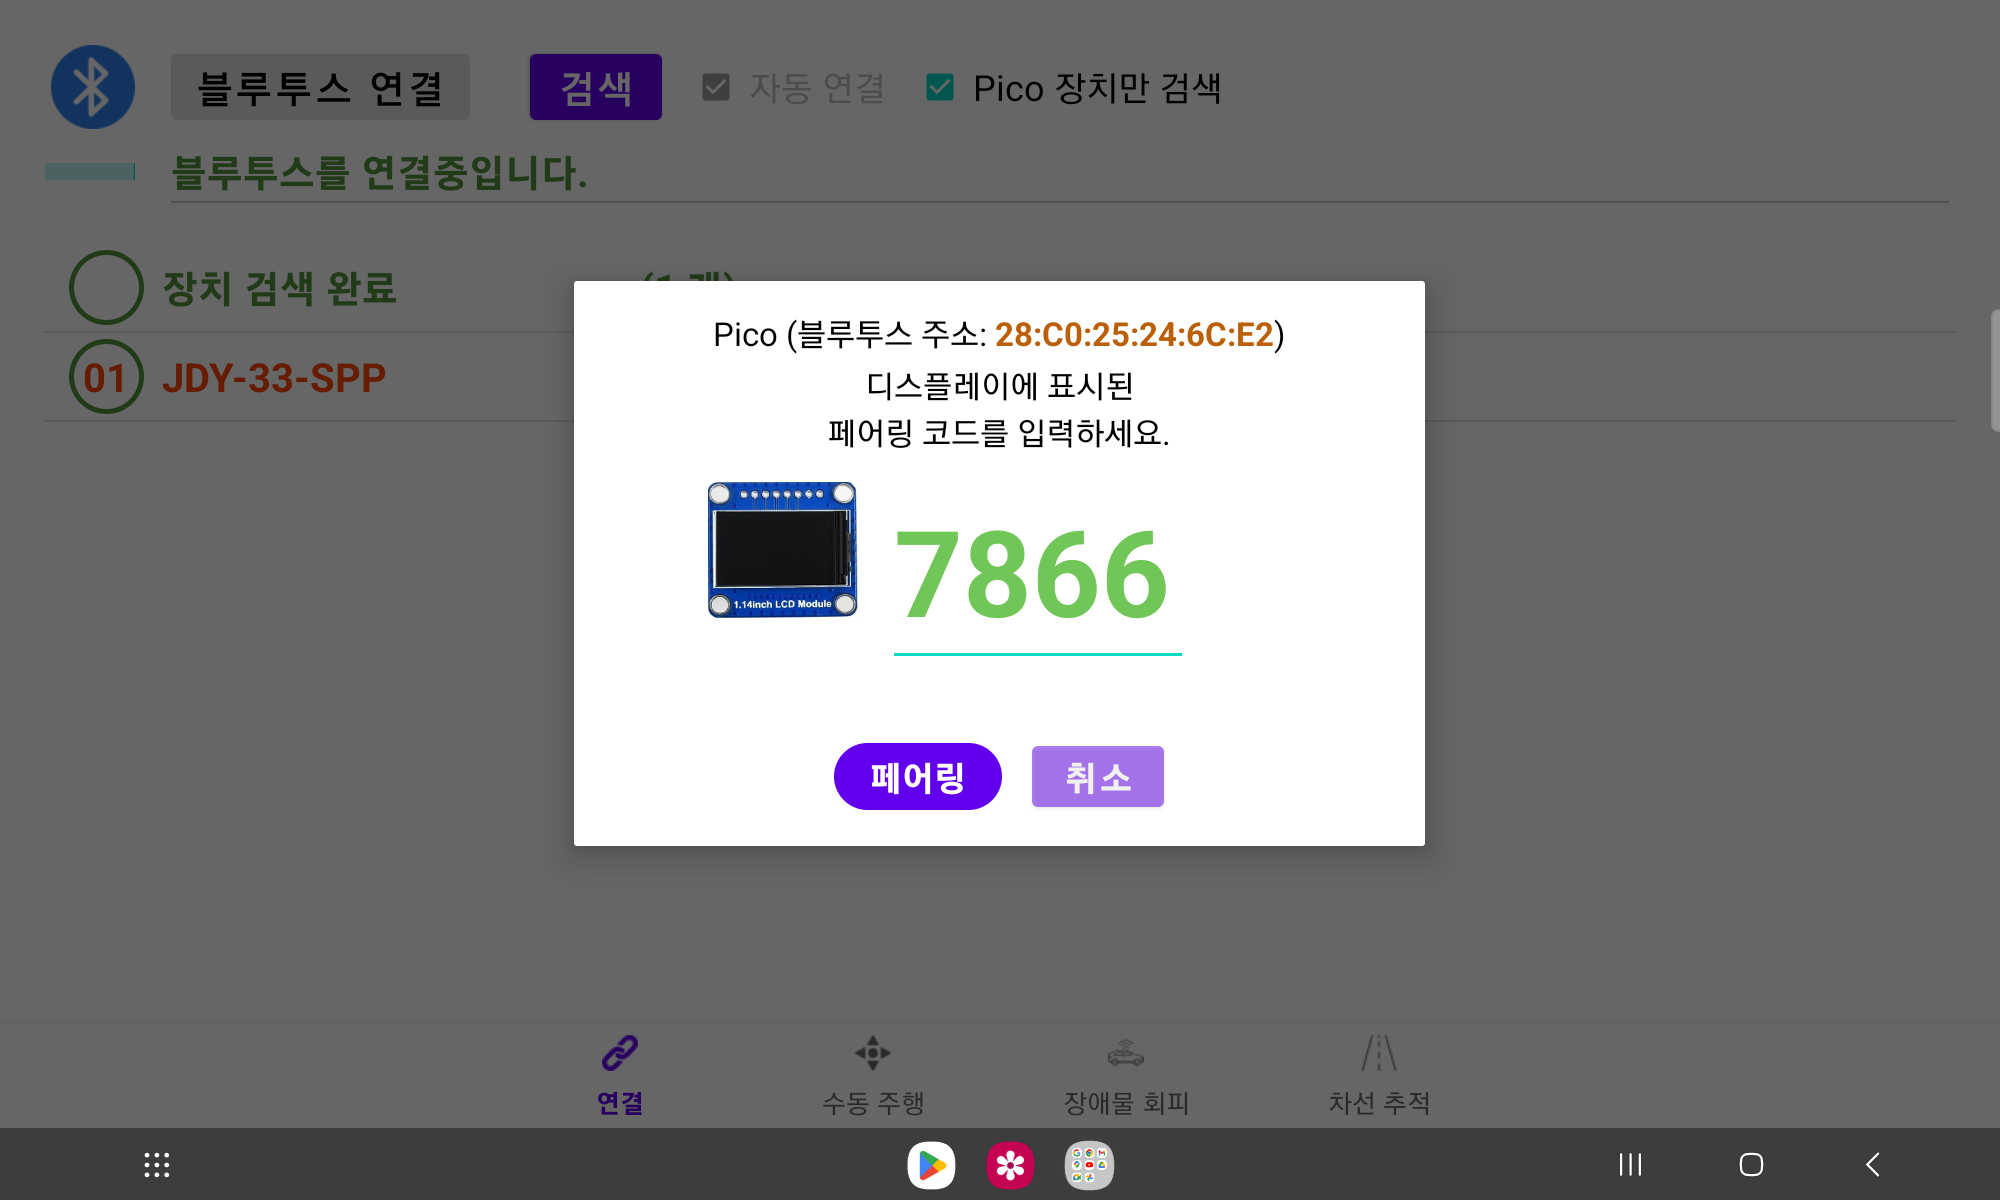 블루투스 연결
검색
자동 연결
Pico 장치만 검색
블루투스를 연결중입니다.
장치 검색 완료
01 JDY-33-SPP
Pico (블루투스 주소: 28:C0:25:24:6C:E2)
디스플레이에 표시된
페어링 코드를 입력하세요.
1.14inch LCD Module
7866
페어링
취소
연결
수동 주행
장애물 회피
차선 추적